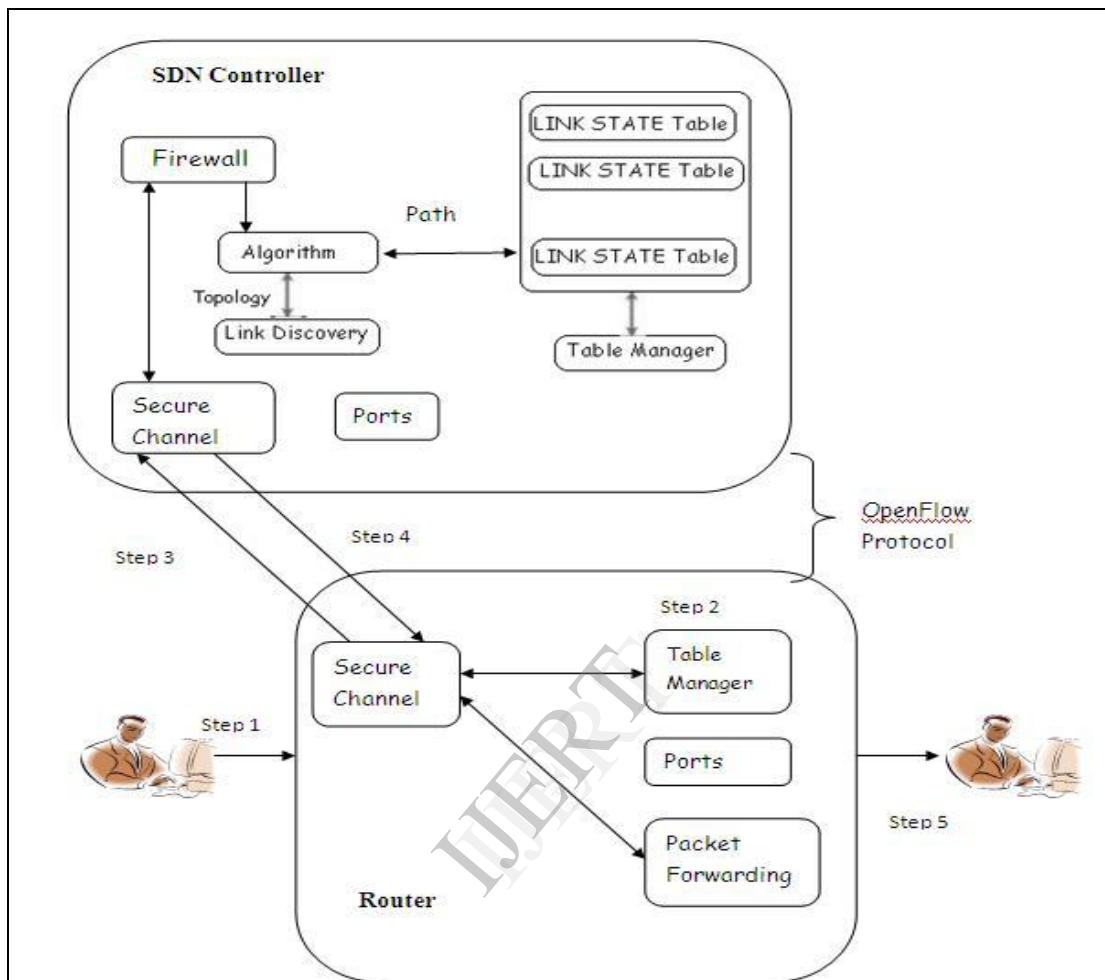 SDN Controller
LINK STATE Table
Firewall
LINK STATE Table
Path
Algorithm
LINK STATE Table
Topology
Link Discovery
Table Manager
Secure
Channel
Ports
OpenFlow
Protocol
Step 3
Step 4
Step 2
Secure
Channel
Table
Manager
Step 1
Ports
Step 5
Packet
Forwarding
Router
IJERT